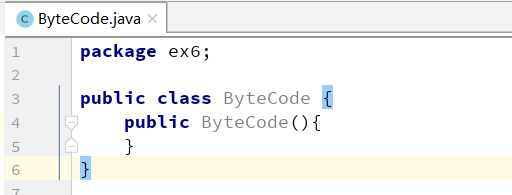 ByteCode.java
1 package ex6;
2
3 public class ByteCode {
4     public ByteCode(){
5     }
6 }
7